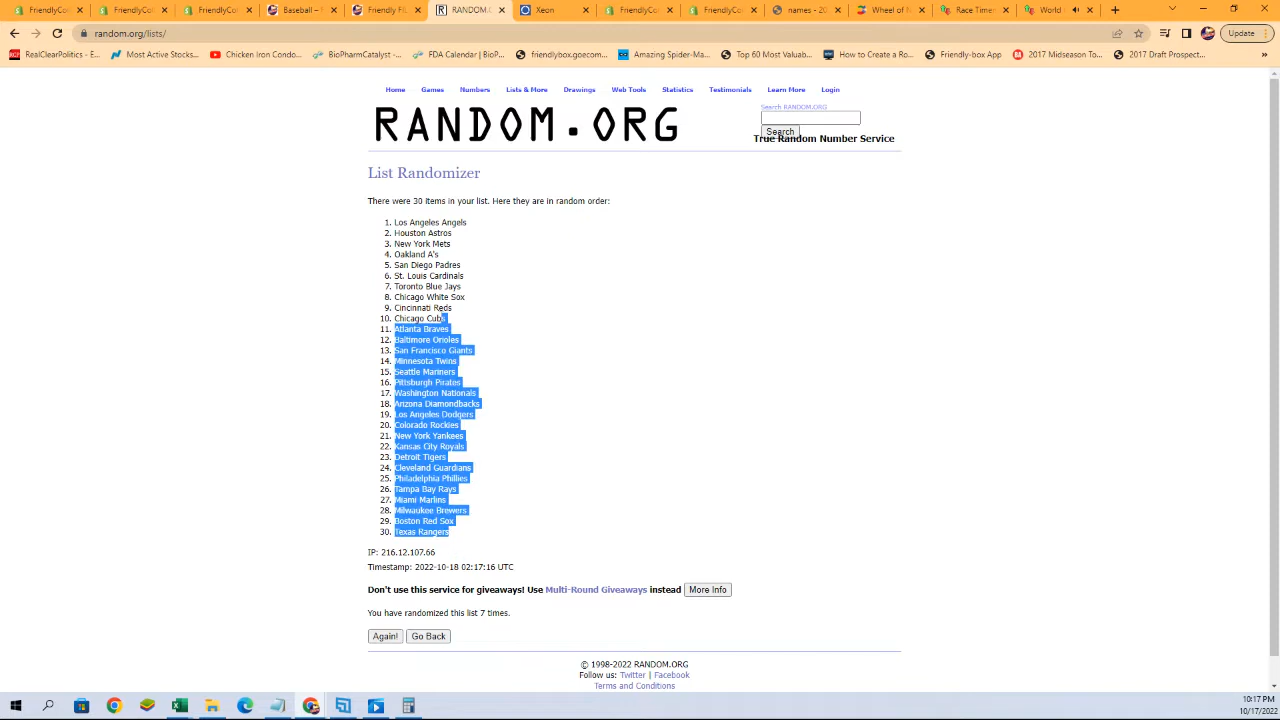 FriendlyCon
FriendlyCon
FriendlyCon
Baseball –
Friendly Fli
RANDOM.O
Xeon
FriendlyCon
FriendlyCon
names - 20
Wheel of N
Race Timer
World
random.org/lists/
Update
RealClearPolitics - E...
Most Active Stocks...
Chicken Iron Condo...
BioPharmCatalyst -...
FDA Calendar | BioP...
friendlybox.goecom...
Amazing Spider-Ma...
Top 60 Most Valuab...
How to Create a Ro...
Friendly-box App
2017 Midseason To...
2017 Draft Prospect...
Home Games Numbers Lists & More Drawings Web Tools Statistics Testimonials Learn More Login
RANDOM.ORG
Search RANDOM.ORG
Search
True Random Number Service
List Randomizer
There were 30 items in your list. Here they are in random order:
1. Los Angeles Angels
2. Houston Astros
3. New York Mets
4. Oakland A's
5. San Diego Padres
6. St. Louis Cardinals
7. Toronto Blue Jays
8. Chicago White Sox
9. Cincinnati Reds
10. Chicago Cubs
11. Atlanta Braves
12. Baltimore Orioles
13. San Francisco Giants
14. Minnesota Twins
15. Seattle Mariners
16. Pittsburgh Pirates
17. Washington Nationals
18. Arizona Diamondbacks
19. Los Angeles Dodgers
20. Colorado Rockies
21. New York Yankees
22. Kansas City Royals
23. Detroit Tigers
24. Cleveland Guardians
25. Philadelphia Phillies
26. Tampa Bay Rays
27. Miami Marlins
28. Milwaukee Brewers
29. Boston Red Sox
30. Texas Rangers
IP: 216.12.107.66
Timestamp: 2022-10-18 02:17:16 UTC
Don't use this service for giveaways! Use Multi-Round Giveaways instead More Info
You have randomized this list 7 times.
Again! Go Back
© 1998-2022 RANDOM.ORG
Follow us: Twitter | Facebook
Terms and Conditions
10:17 PM
10/17/2022